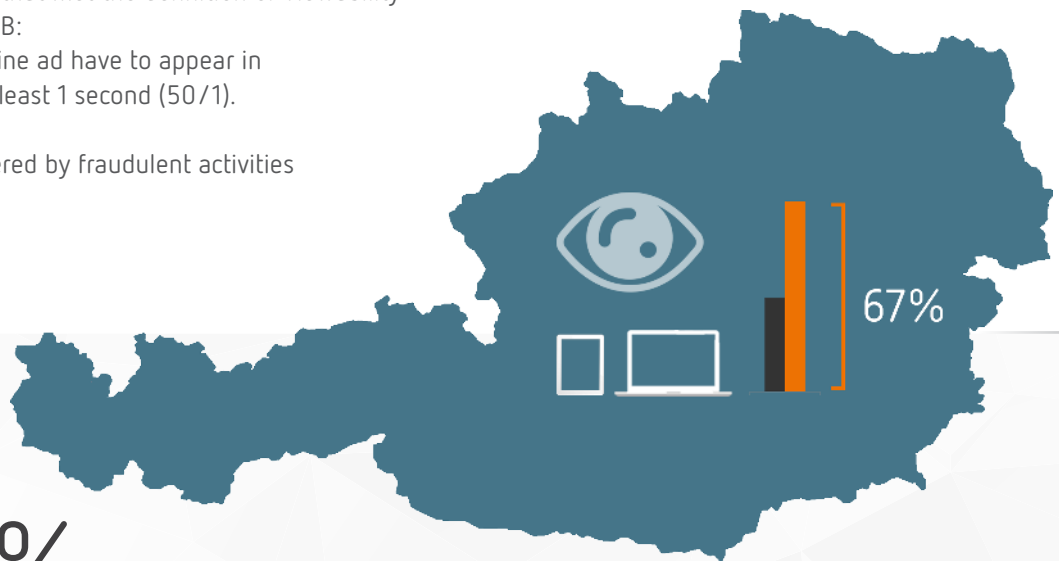 B:
ine ad have to appear in
least 1 second (50/1).
ered by fraudulent activities
67%